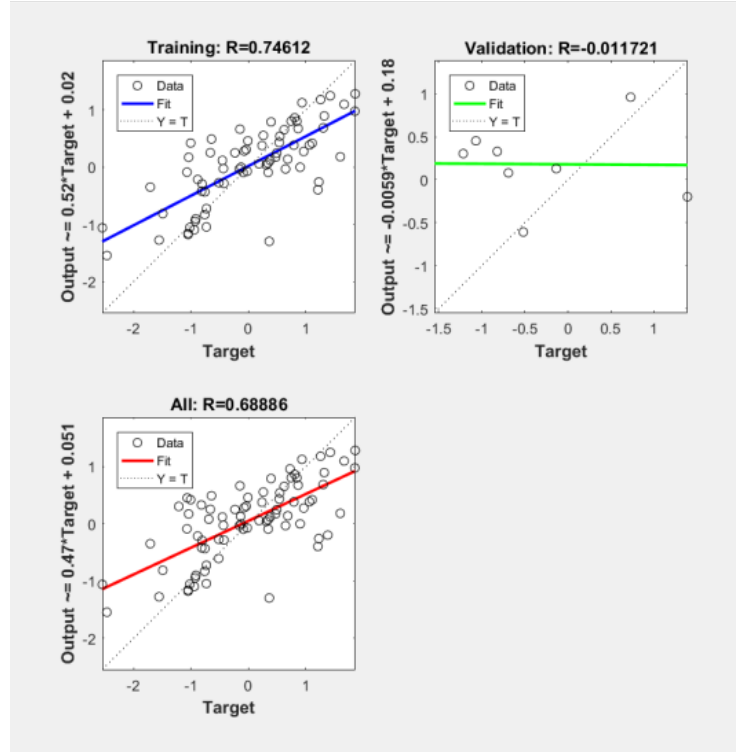 Training: R=0.74612
Output ~= 0.52*Target + 0.02
1
0
-1
-2
Data
Fit
Y = T
-2 -1 0 1
Target
Validation: R=-0.011721
Output ~= -0.0059*Target + 0.18
1
0.5
0
-0.5
-1
-1.5
Data
Fit
Y = T
-1.5 -1 -0.5 0 0.5 1
Target
All: R=0.68886
Output ~= 0.47*Target + 0.051
1
0
-1
-2
Data
Fit
Y = T
-2 -1 0 1
Target